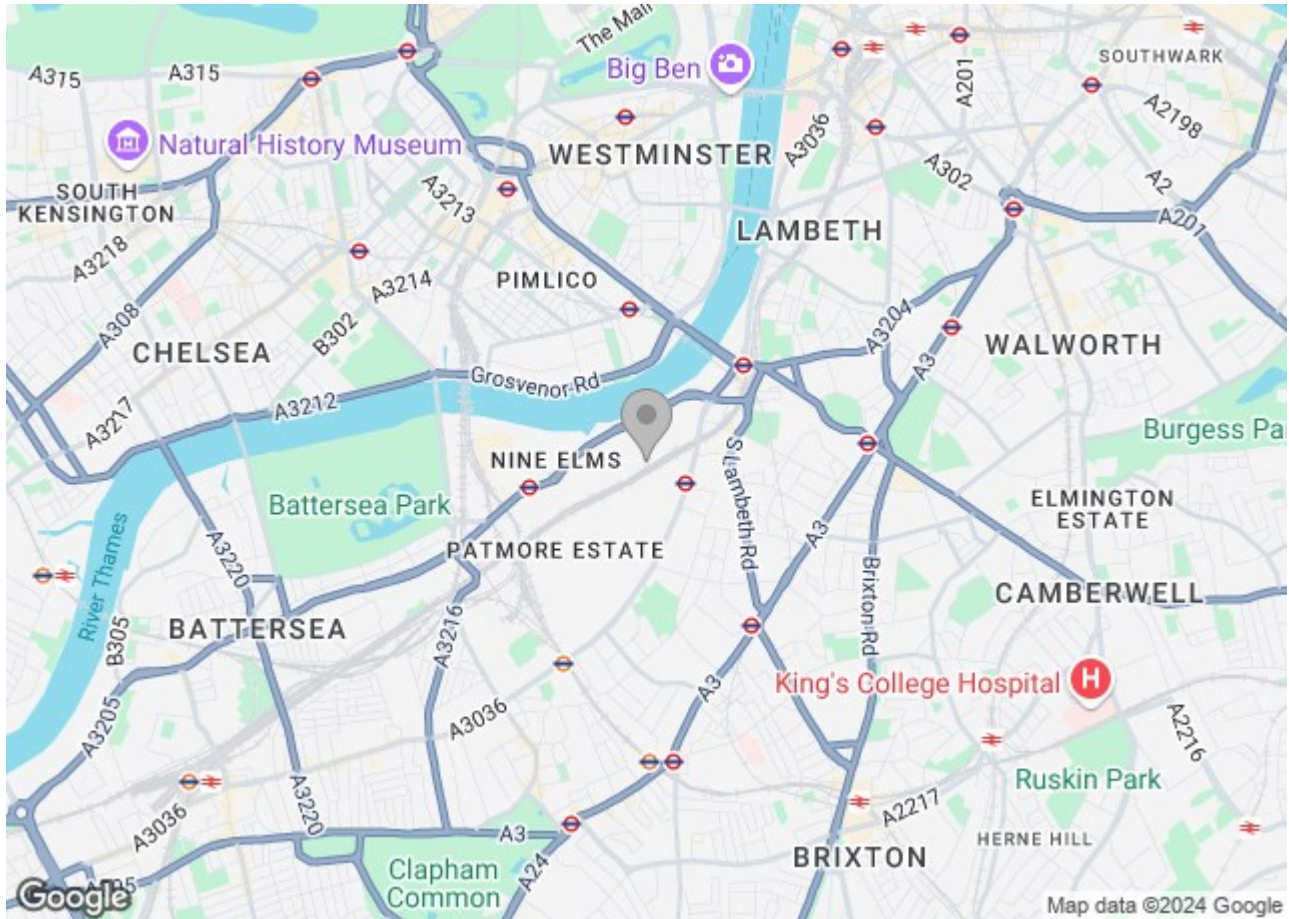 The Mall
Big Ben
A201
SOUTHWARK
A315
A315
A2198
Natural History Museum
WESTMINSTER
A3036
A302
A2
SOUTH
KENSINGTON
A3213
A201
LAMBETH
A3218
A3214
PIMLICO
A308
B302
A3204
CHELSEA
A3
WALWORTH
Grosvenor Rd
A3212
A3217
Burgess Pa
NINE ELMS
S Lambeth Rd
Battersea Park
ELMINGTON
ESTATE
A3
PATMORE ESTATE
River Thames
A3220
Brixton Rd
CAMBERWELL
B305
BATTERSEA
A3216
King's College Hospital
H
A3
A3036
A3205
A2216
Ruskin Park
A3220
A3036
A3
A2217
HERNE HILL
Clapham
Common
A24
BRIXTON
Google
Map data ©2024 Google